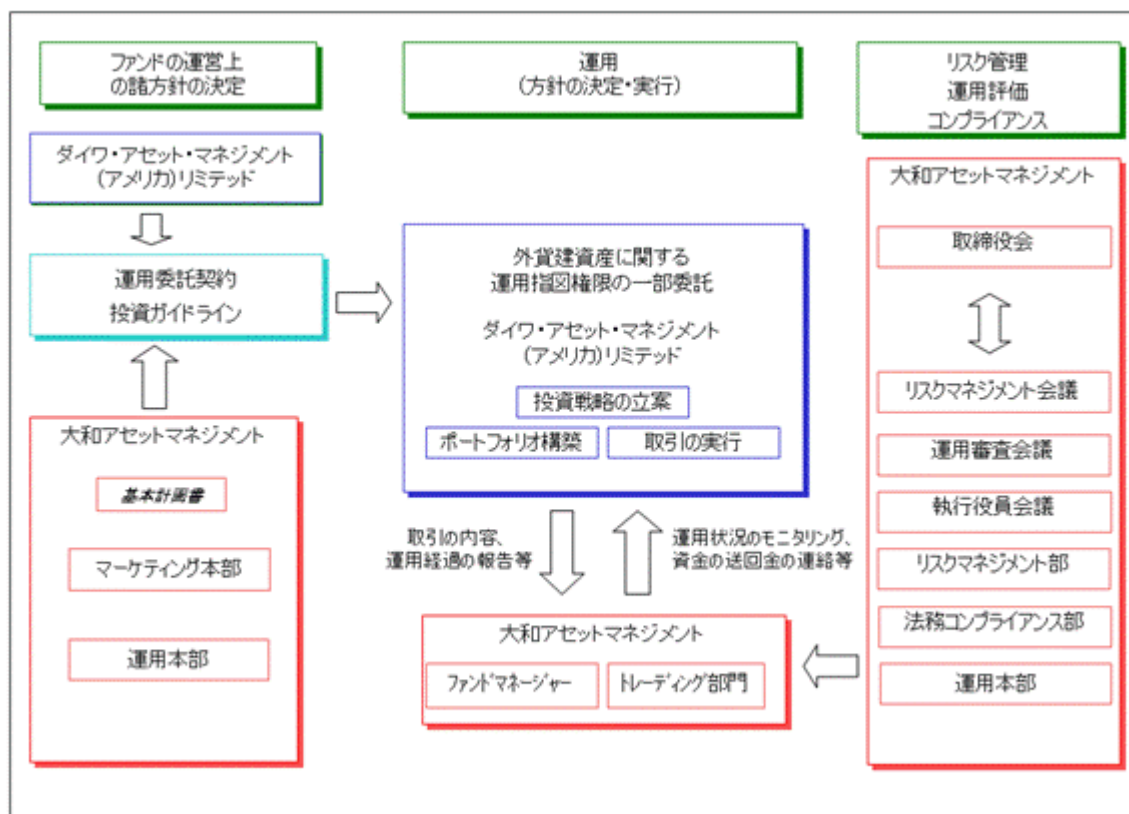 ファンドの運営上
の諸方針の決定
ダイワ・アセット・マネジメント
(アメリカ)リミテッド
運用委託契約
投資ガイドライン
大和アセットマネジメント
基本計画書
マーケティング本部
運用本部
運用
(方針の決定・実行)
外貨建資産に関する
運用指図権限の一部委託
ダイワ・アセット・マネジメント
(アメリカ)リミテッド
投資戦略の立案
ポートフォリオ構築
取引の実行
取引の内容、
運用経過の報告等
運用状況のモニタリング、
資金の送回金の連絡等
大和アセットマネジメント
ファンドマネージャー
トレーディング部門
リスク管理
運用評価
コンプライアンス
大和アセットマネジメント
取締役会
リスクマネジメント会議
運用審査会議
執行役員会議
リスクマネジメント部
法務コンプライアンス部
運用本部